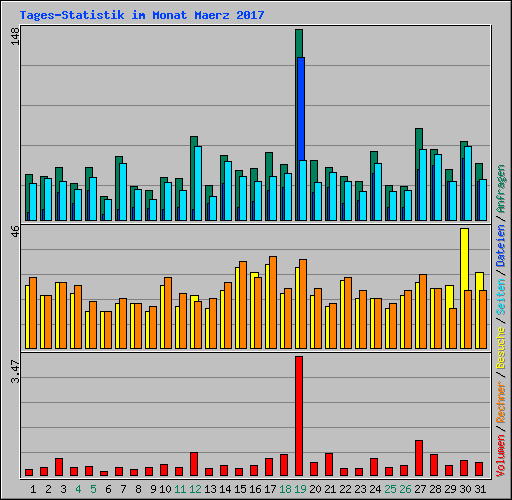 Tages-Statistik im Monat Maerz 2017
148
46
3.47
Volumen / Rechner / Besuche / Seiten / Dateien / Anfragen
1 2 3 4 5 6 7 8 9 10 11 12 13 14 15 16 17 18 19 20 21 22 23 24 25 26 27 28 29 30 31